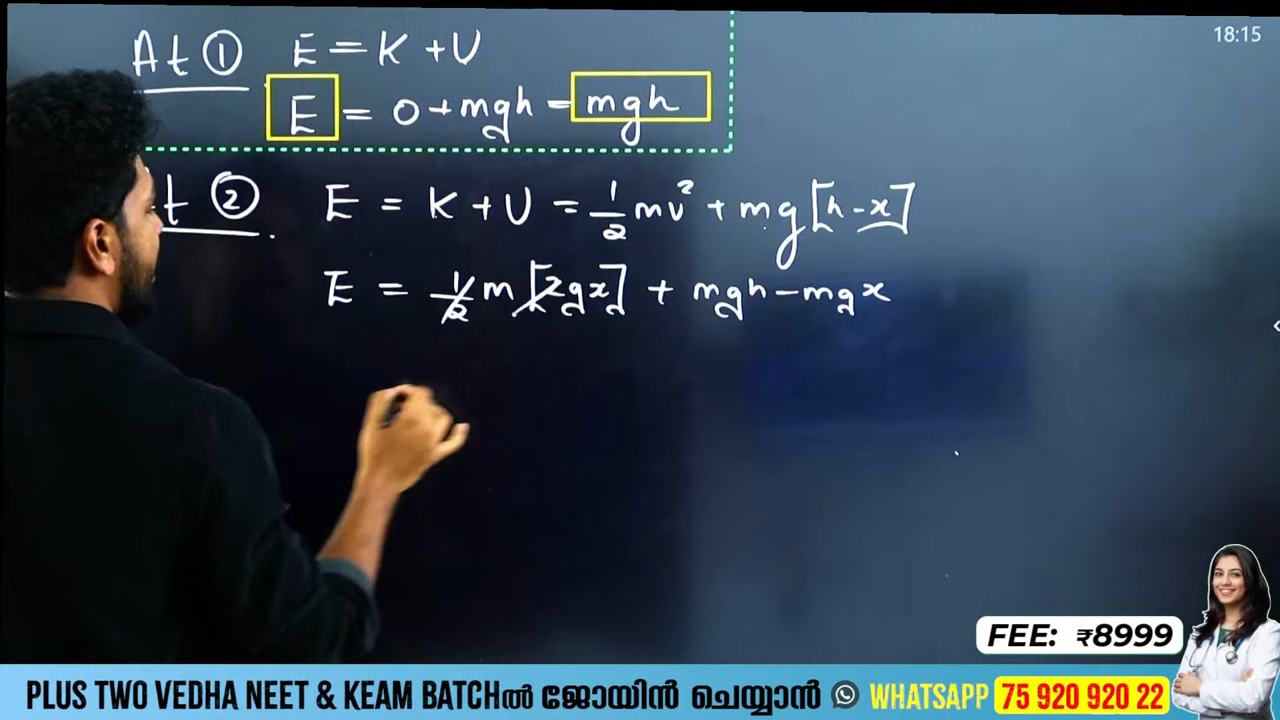 18:15
At ① E = K + U
E = 0 + mgh = mgh
t ② E = K + U = 1/2 mv² + mg[h - x]
E = 1/2 m [2gx] + mgh - mgx
FEE: ₹8999
PLUS TWO VEDHA NEET & KEAM BATCHൽ ജോയിൻ ചെയ്യാൻ WHATSAPP 75 920 920 22